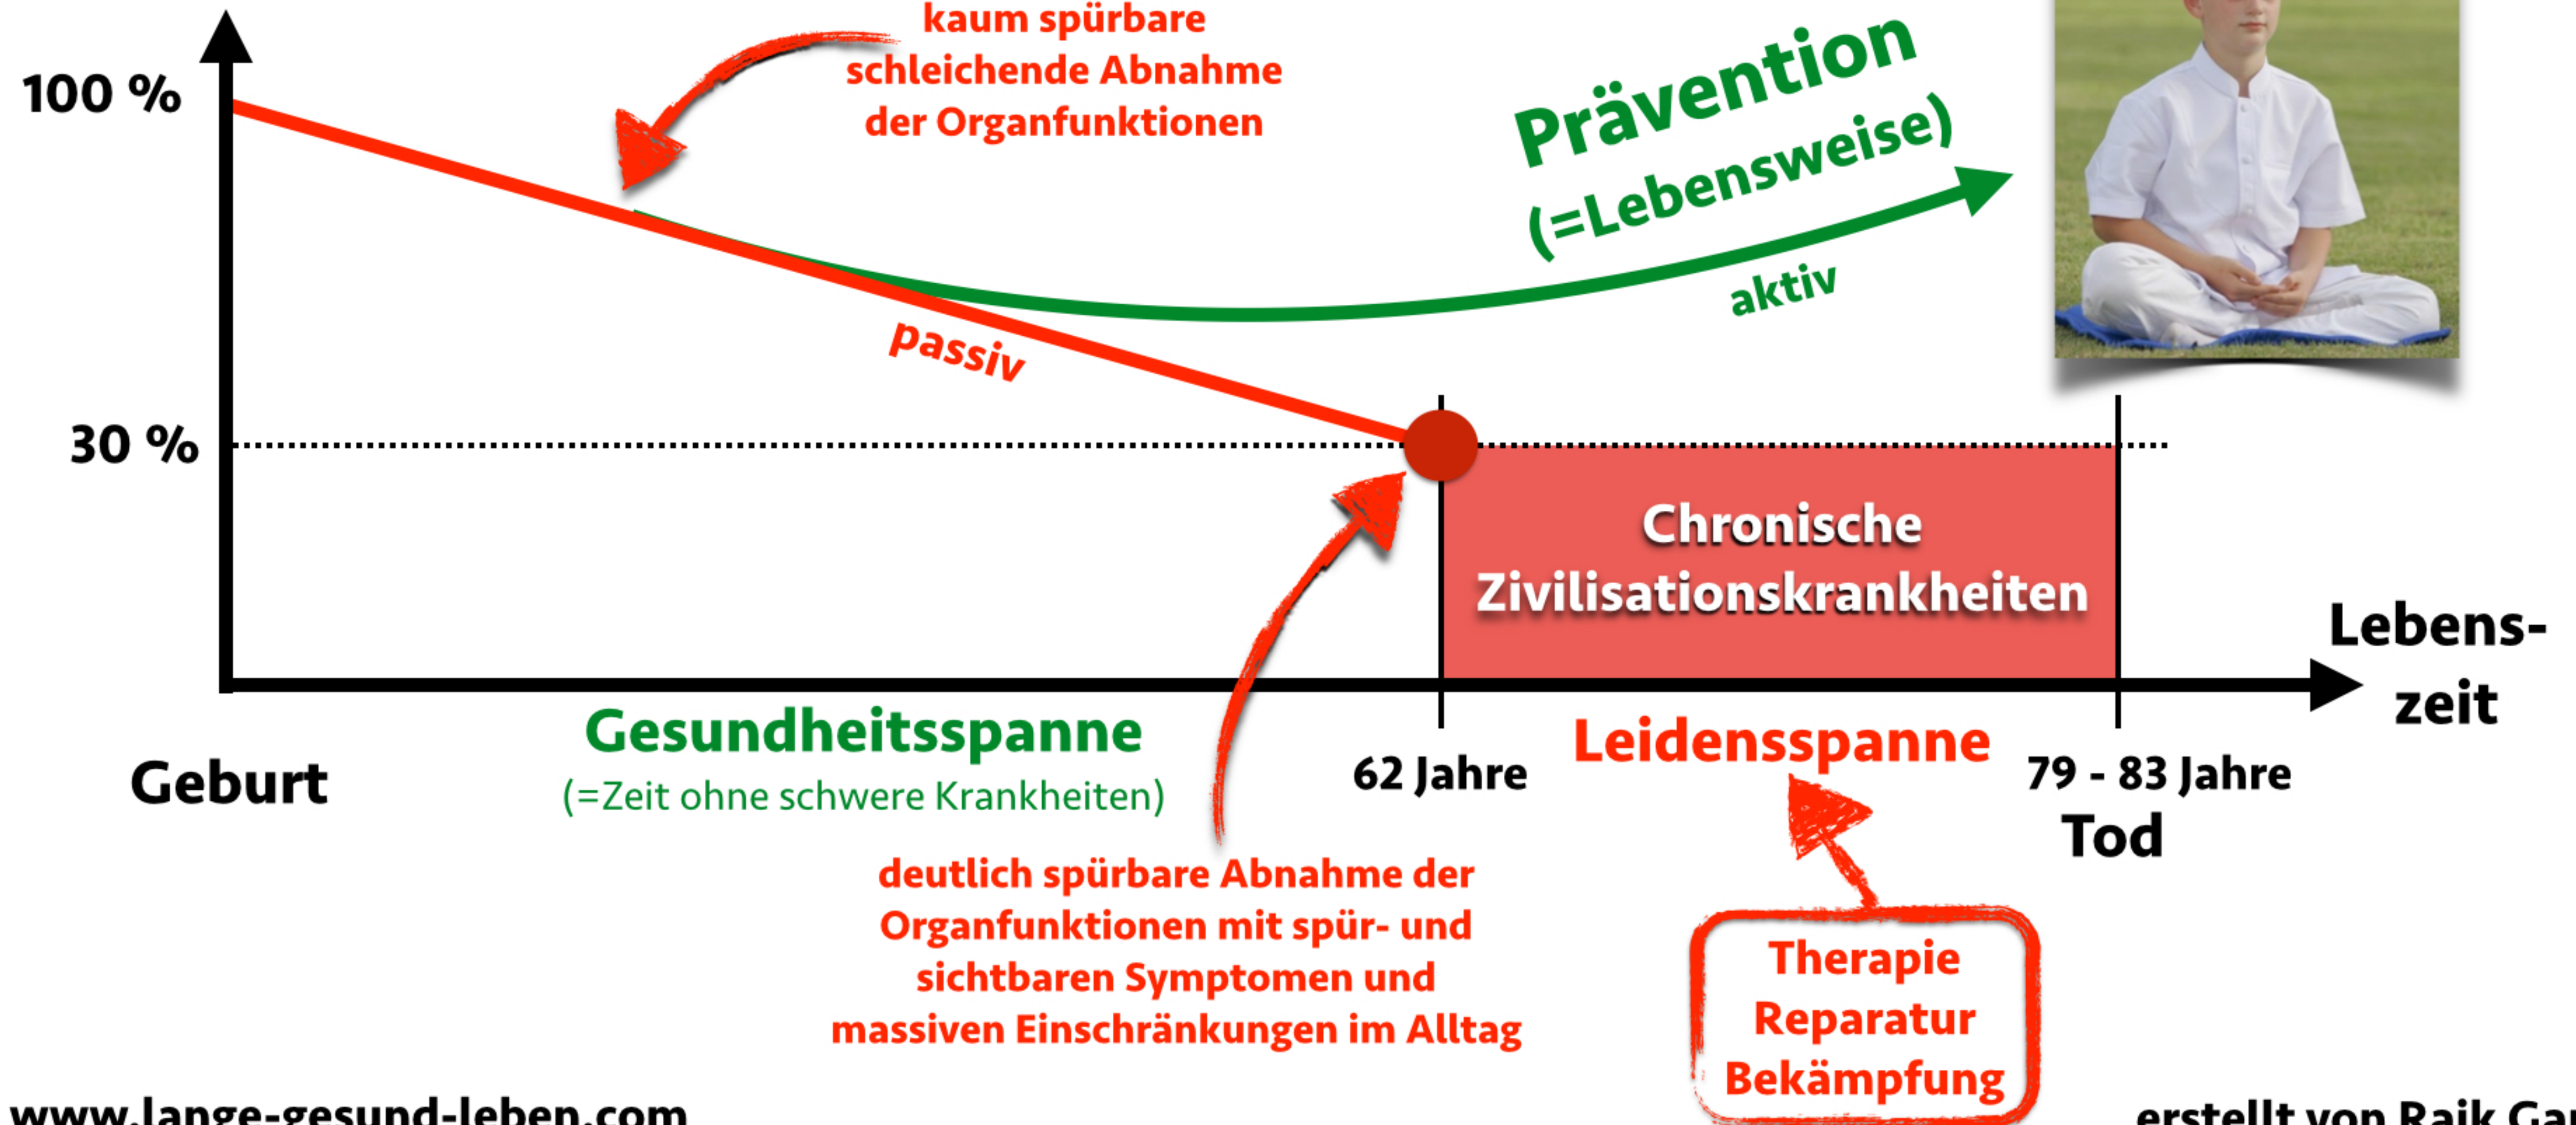 kaum spürbare
schleichende Abnahme
der Organfunktionen
100 %
Prävention
(=Lebensweise)
aktiv
passiv
30 %
Chronische
Zivilisationskrankheiten
Lebens-
zeit
Gesundheitsspanne
(=Zeit ohne schwere Krankheiten)
Geburt
62 Jahre
Leidensspanne
79 - 83 Jahre
Tod
deutlich spürbare Abnahme der
Organfunktionen mit spür- und
sichtbaren Symptomen und
massiven Einschränkungen im Alltag
Therapie
Reparatur
Bekämpfung
www.lange-gesund-leben.com
erstellt von Raik